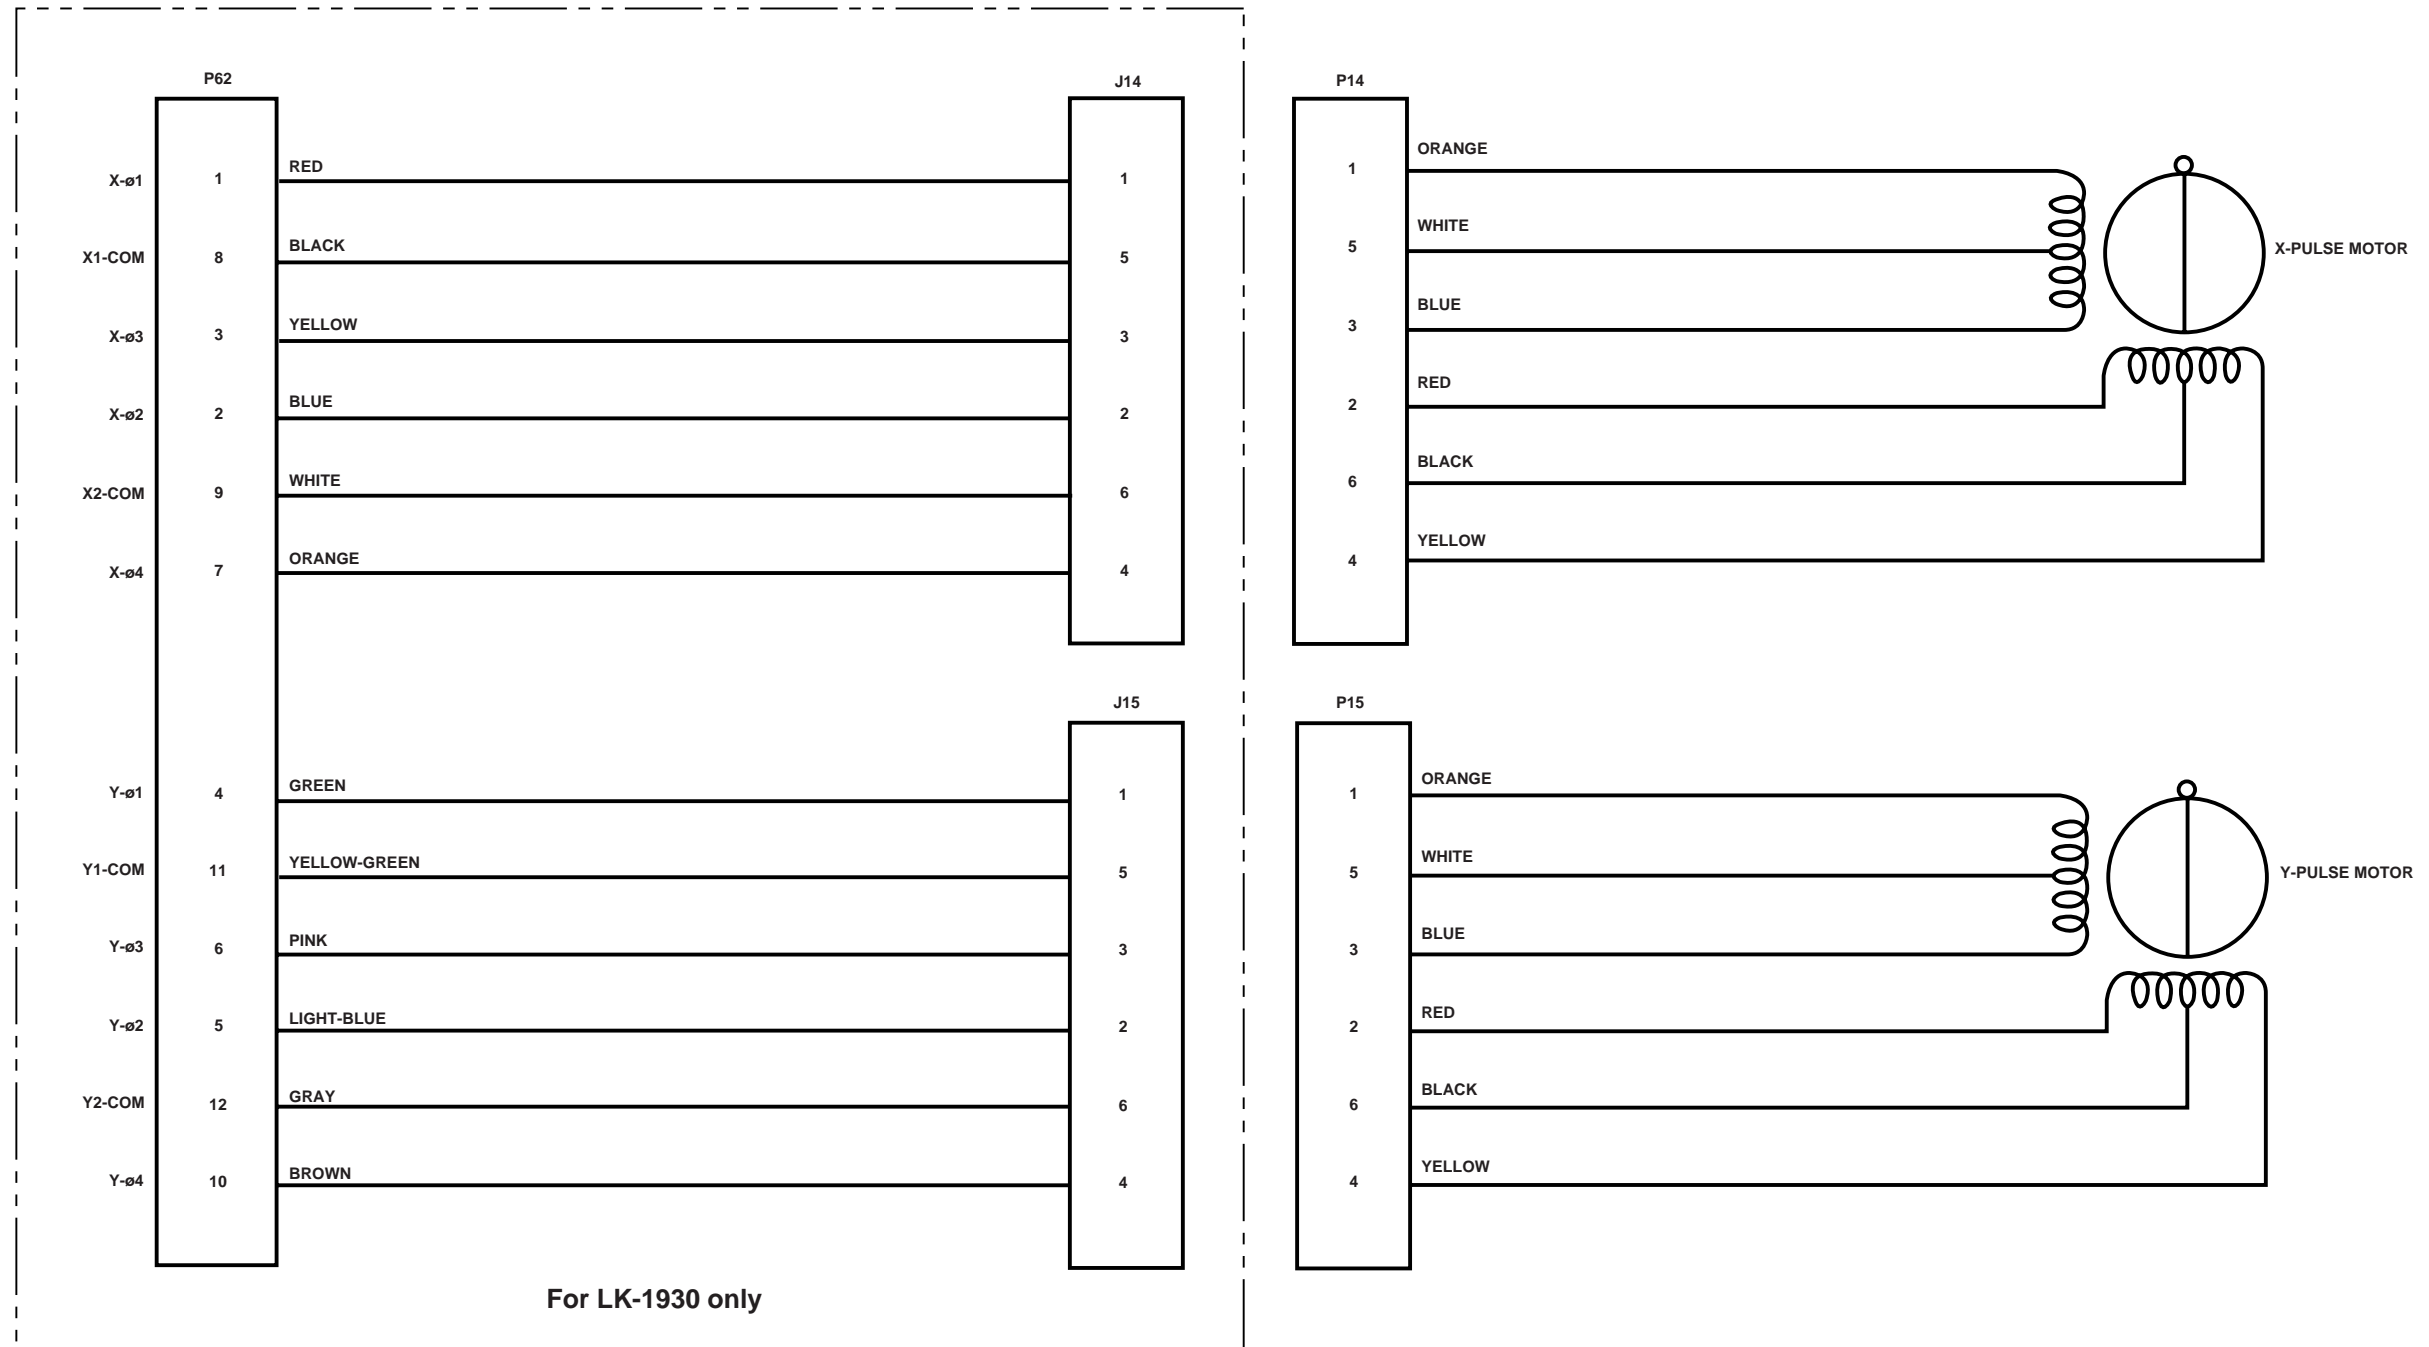 P62 J14 P14
X-ø1 1 RED 1 1 ORANGE
X1-COM 8 BLACK 5 5 WHITE X-PULSE MOTOR
X-ø3 3 YELLOW 3 3 BLUE
X-ø2 2 BLUE 2 2 RED
X2-COM 9 WHITE 6 6 BLACK
X-ø4 7 ORANGE 4 4 YELLOW
J15 P15
Y-ø1 4 GREEN 1 1 ORANGE
Y1-COM 11 YELLOW-GREEN 5 5 WHITE Y-PULSE MOTOR
Y-ø3 6 PINK 3 3 BLUE
Y-ø2 5 LIGHT-BLUE 2 2 RED
Y2-COM 12 GRAY 6 6 BLACK
Y-ø4 10 BROWN 4 4 YELLOW
For LK-1930 only